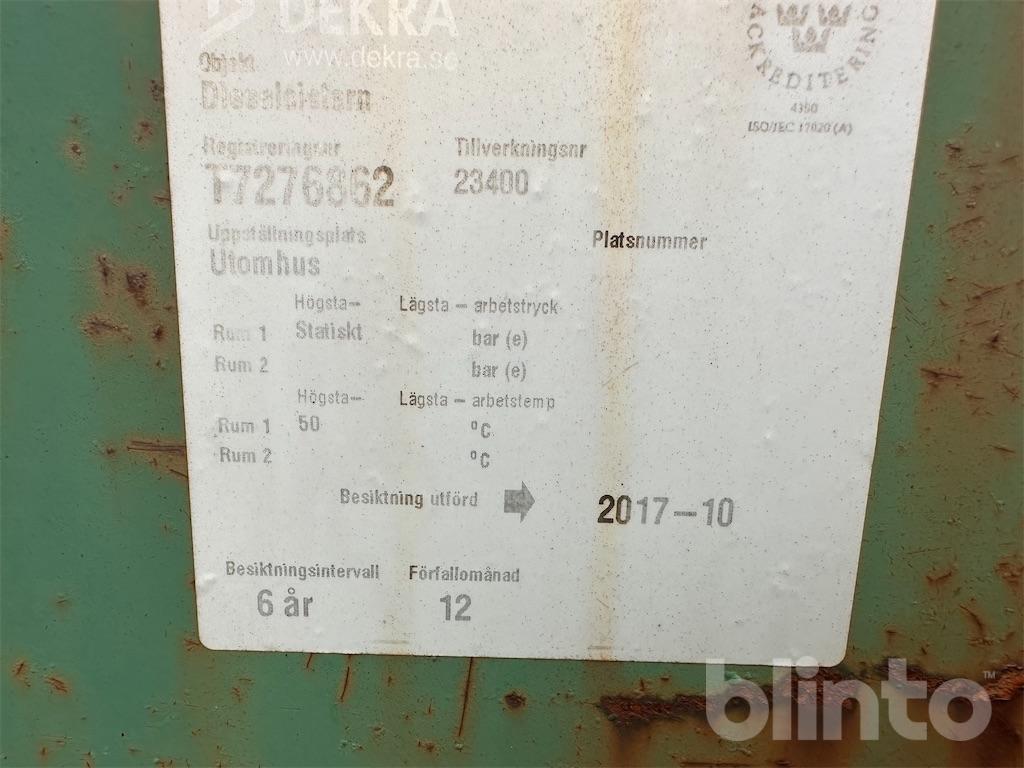 DEKRA
www.dekra.se
ACKREDITERING
4350
ISO/IEC 17020 (A)
Objekt
Dieselcistern
Registreringsnr
Tillverkningsnr
T7276862
23400
Uppställningsplats
Platsnummer
Utomhus
Högsta- Lägsta - arbetstryck
Rum 1 Statiskt bar (e)
Rum 2 bar (e)
Högsta- Lägsta - arbetstemp
Rum 1 50 °C
Rum 2 °C
Besiktning utförd 2017-10
Besiktningsintervall Förfallomånad
6 år 12
blinto™